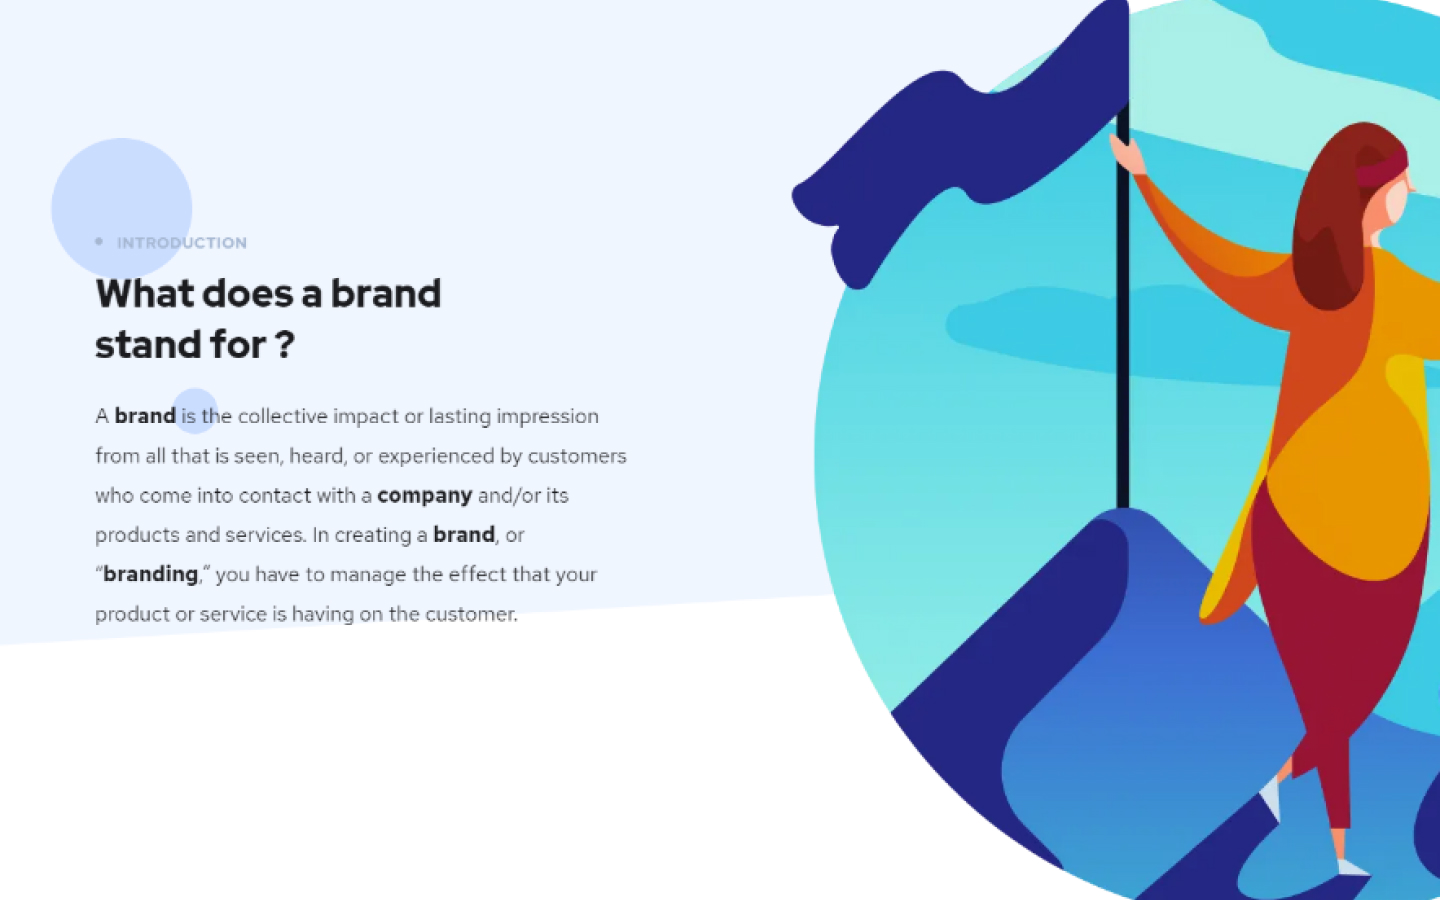 • INTRODUCTION
What does a brand
stand for ?
A brand is the collective impact or lasting impression
from all that is seen, heard, or experienced by customers
who come into contact with a company and/or its
products and services. In creating a brand, or
“branding,” you have to manage the effect that your
product or service is having on the customer.